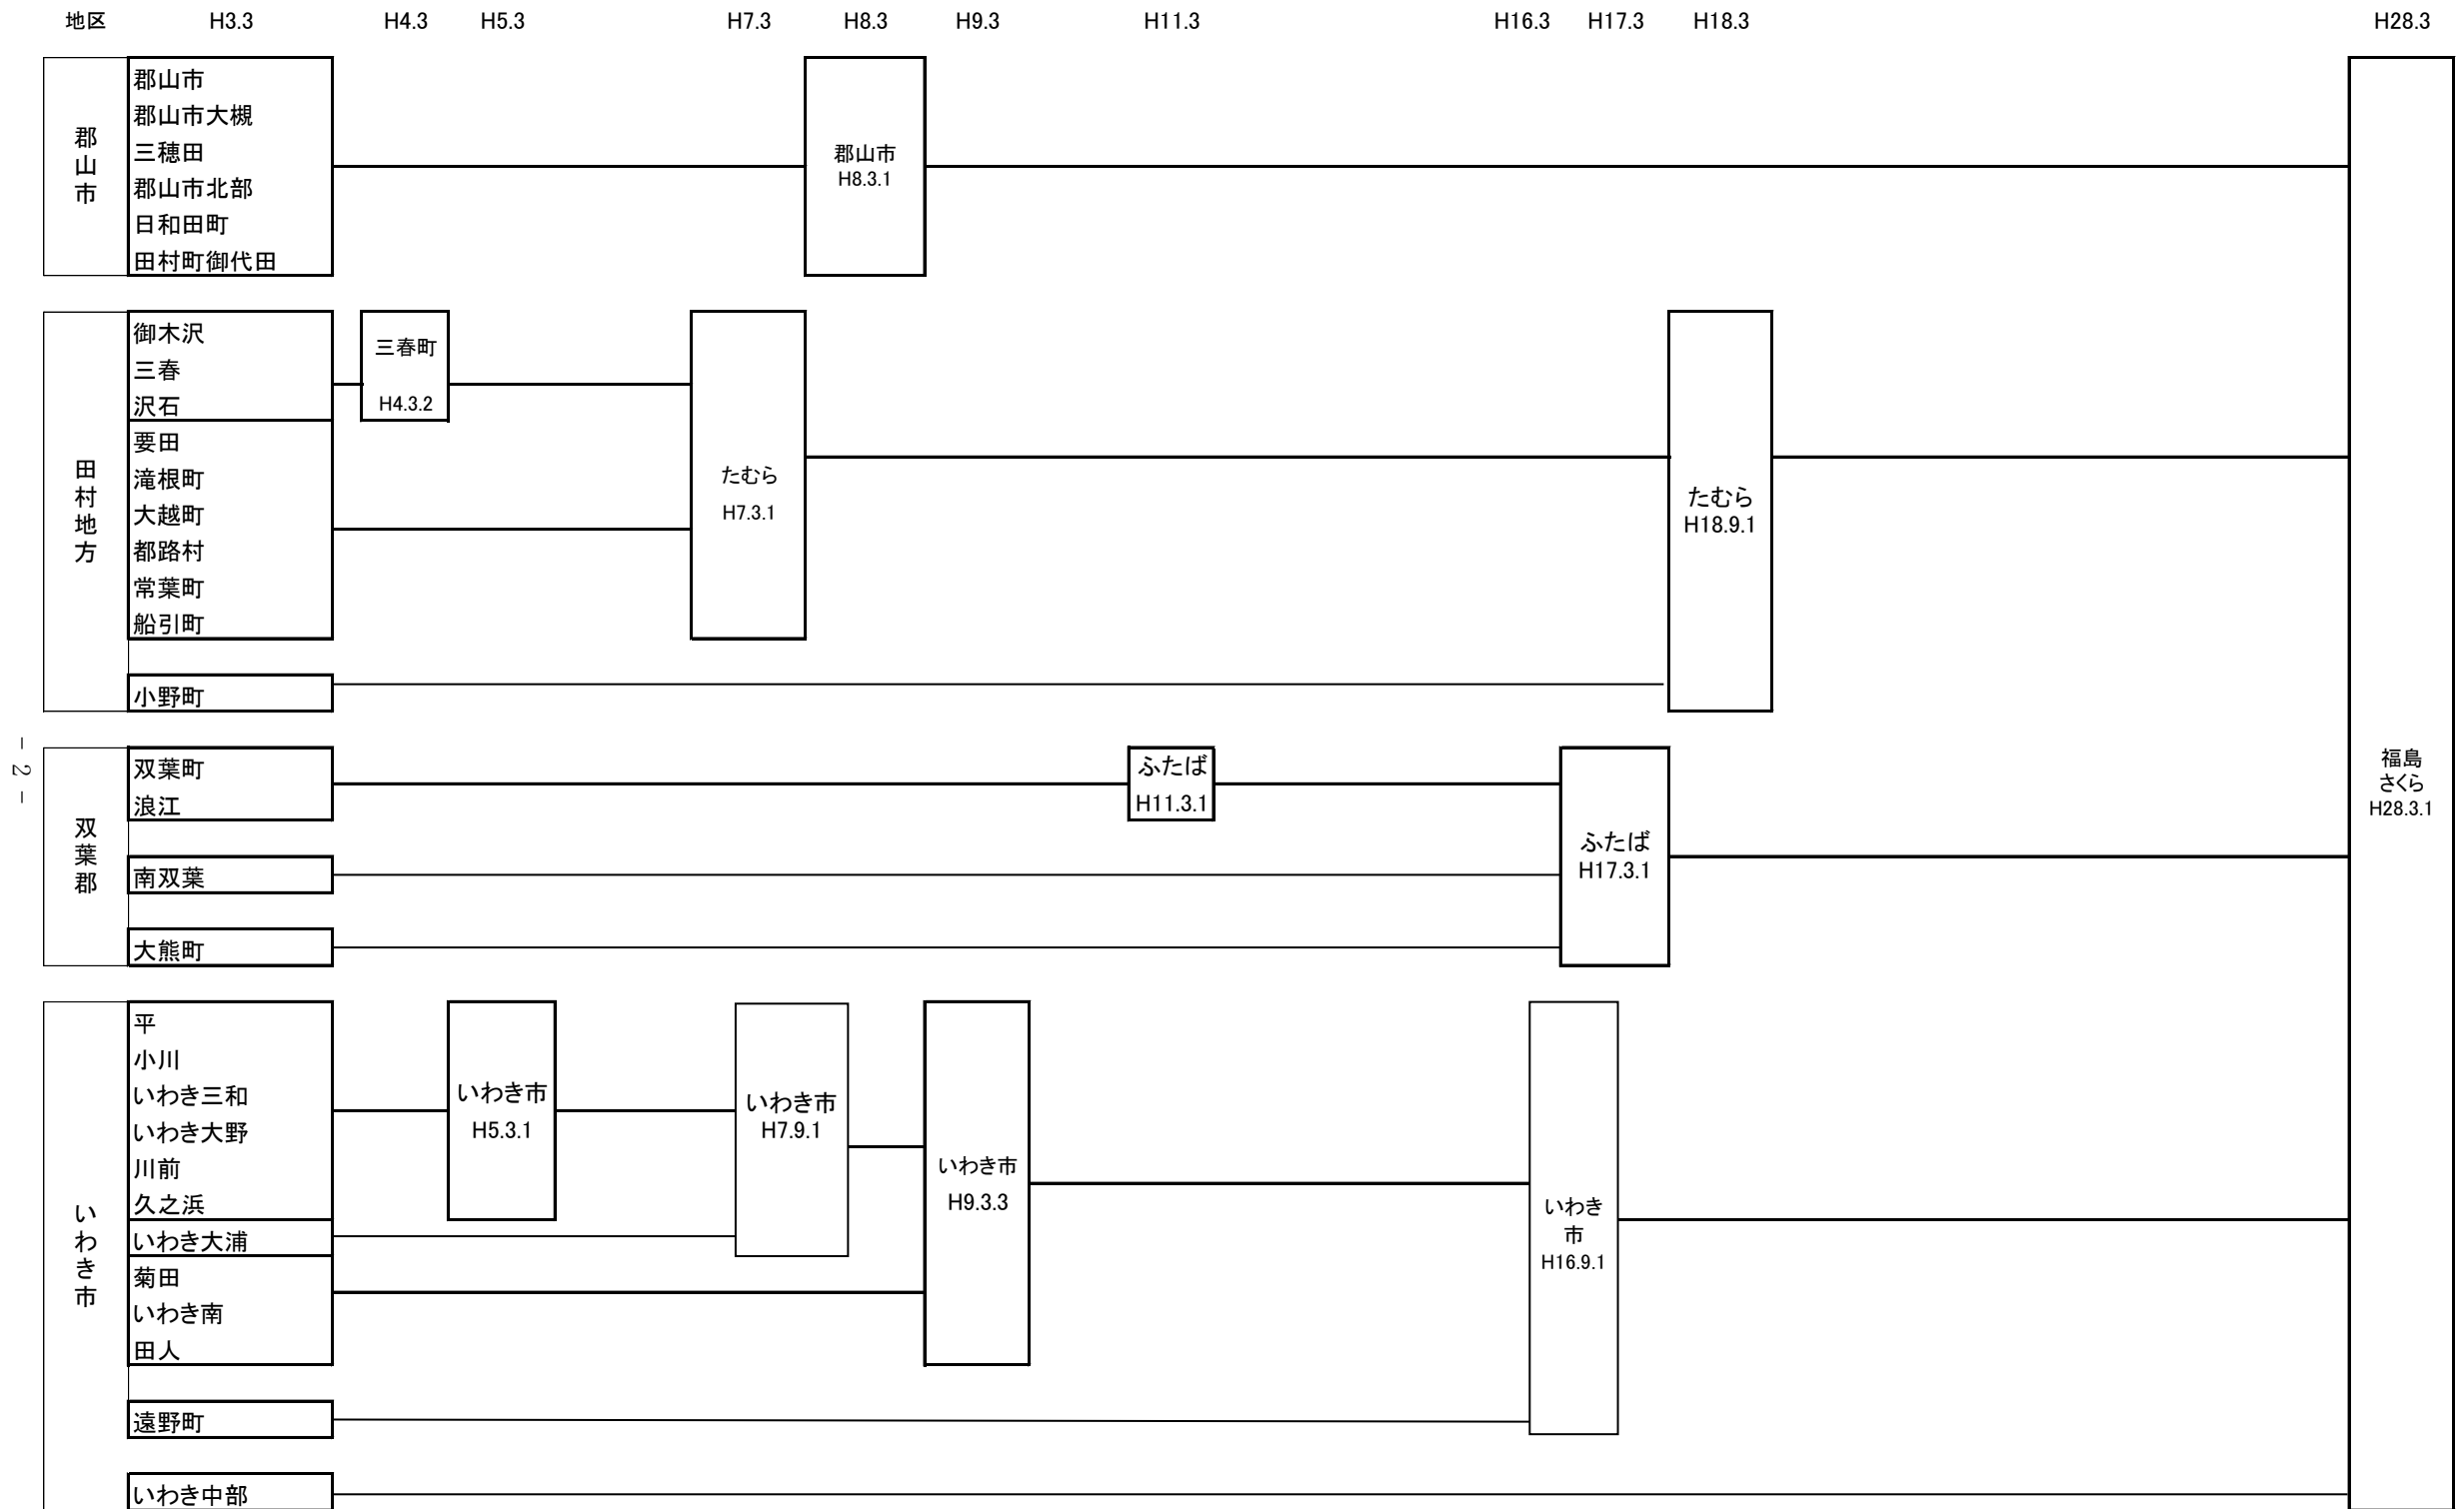 地区 H3.3 H4.3 H5.3 H7.3 H8.3 H9.3 H11.3 H16.3 H17.3 H18.3 H28.3
郡山市
郡山市
郡山市大槻
三穂田
郡山市北部
日和田町
田村町御代田
郡山市
H8.3.1
田村地方
御木沢
三春
沢石
要田
滝根町
大越町
都路村
常葉町
船引町
小野町
三春町
H4.3.2
たむら
H7.3.1
たむら
H18.9.1
双葉郡
双葉町
浪江
南双葉
大熊町
ふたば
H11.3.1
ふたば
H17.3.1
いわき市
平
小川
いわき三和
いわき大野
川前
久之浜
いわき大浦
菊田
いわき南
田人
遠野町
いわき中部
いわき市
H5.3.1
いわき市
H7.9.1
いわき市
H9.3.3
いわき
市
H16.9.1
福島
さくら
H28.3.1
- 2 -